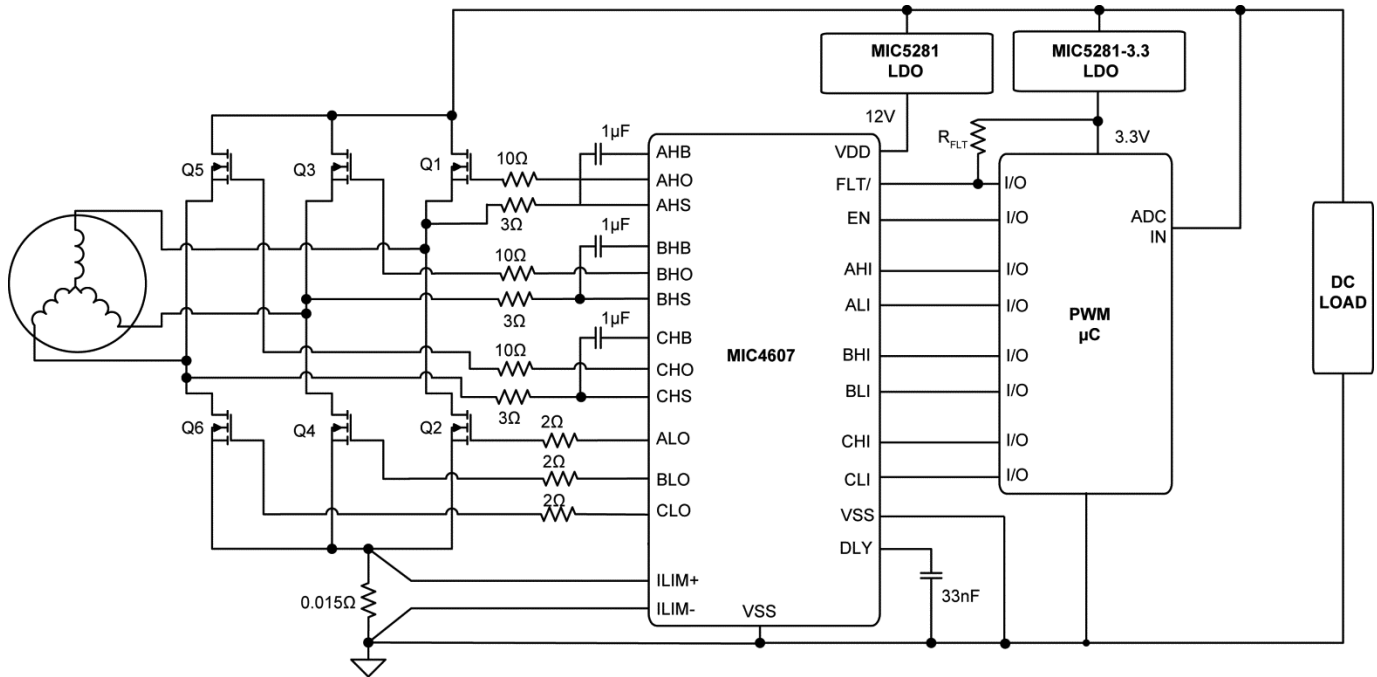 MIC5281
LDO
MIC5281-3.3
LDO
12V
3.3V
R_FLT
1µF
Q5
Q3
Q1
10Ω
3Ω
1µF
10Ω
3Ω
1µF
10Ω
3Ω
Q6
Q4
Q2
2Ω
2Ω
2Ω
0.015Ω
AHB
AHO
AHS
BHB
BHO
BHS
CHB
CHO
CHS
ALO
BLO
CLO
ILIM+
ILIM-
MIC4607
VSS
VDD
FLT/
EN
AHI
ALI
BHI
BLI
CHI
CLI
VSS
DLY
33nF
I/O
I/O
I/O
I/O
I/O
I/O
I/O
I/O
ADC
IN
PWM
µC
DC
LOAD